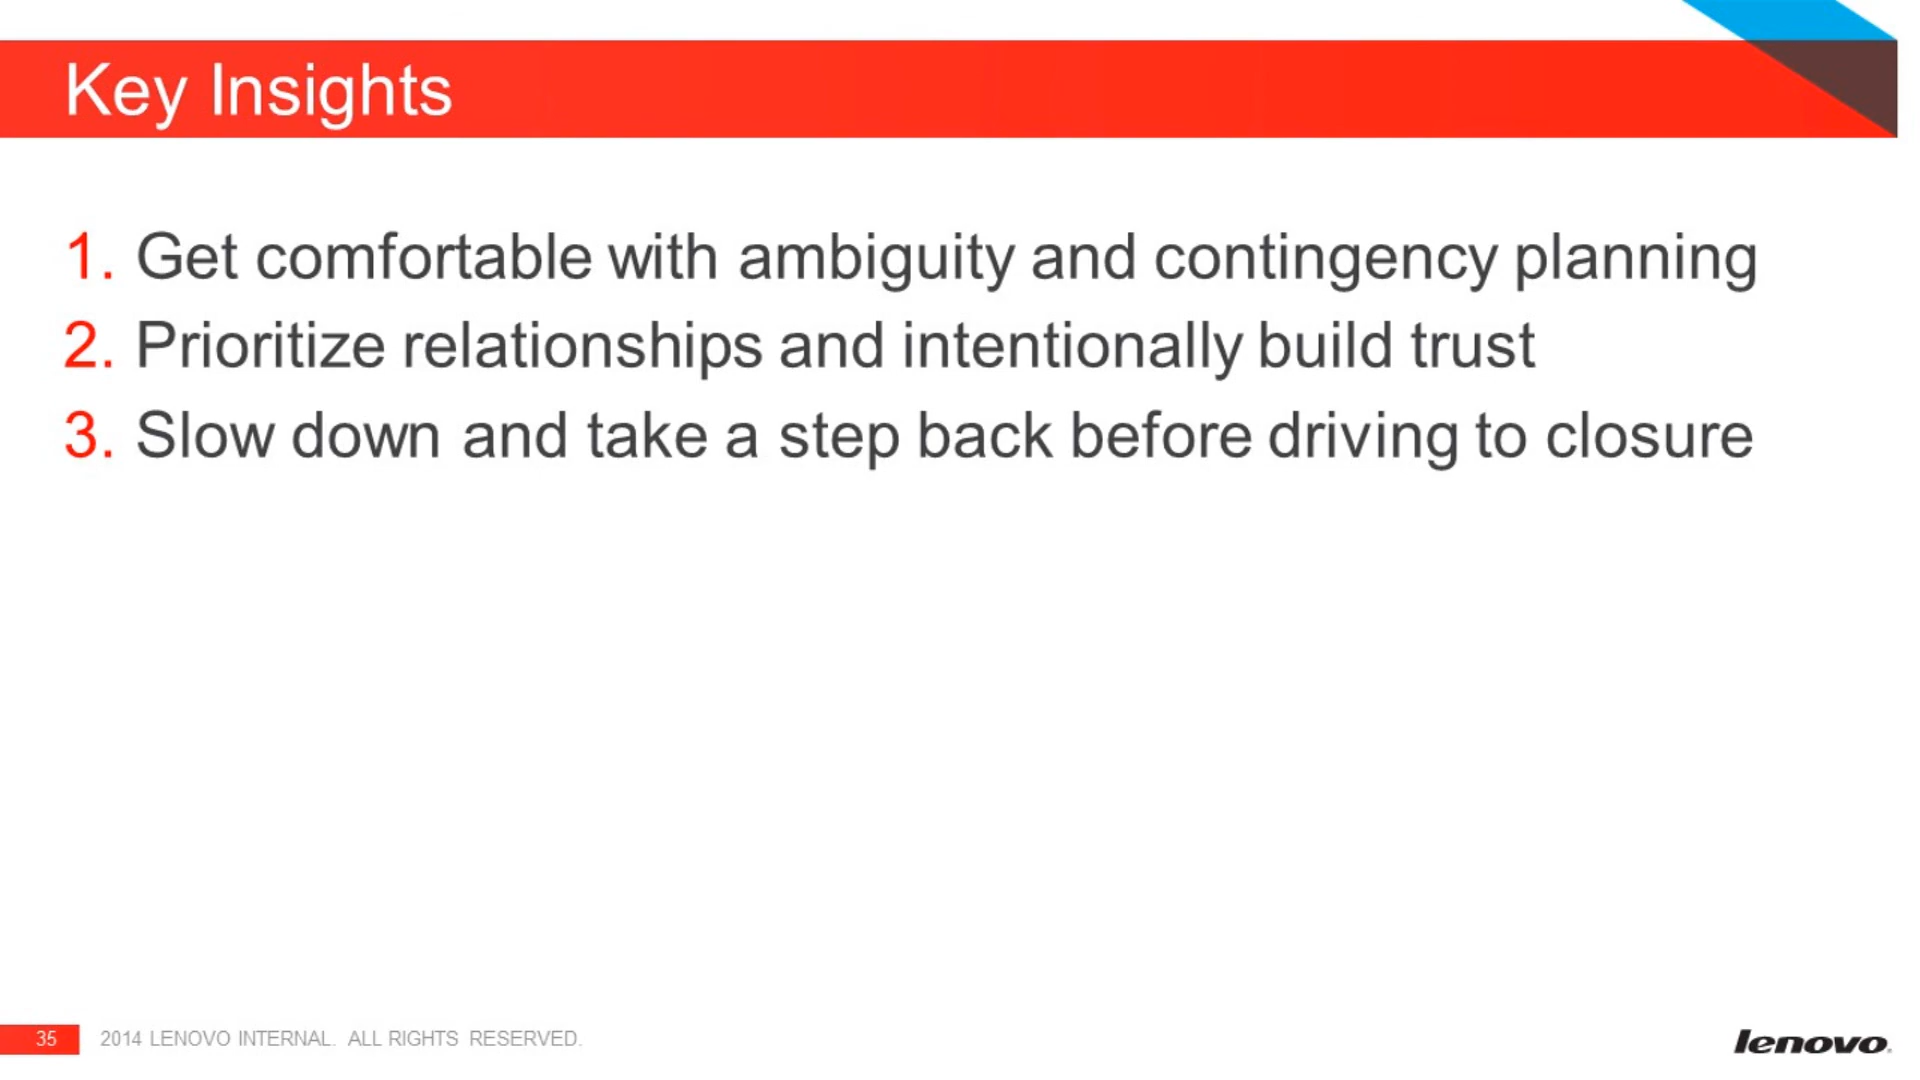 Key Insights
1. Get comfortable with ambiguity and contingency planning
2. Prioritize relationships and intentionally build trust
3. Slow down and take a step back before driving to closure
35 2014 LENOVO INTERNAL. ALL RIGHTS RESERVED.
lenovo.